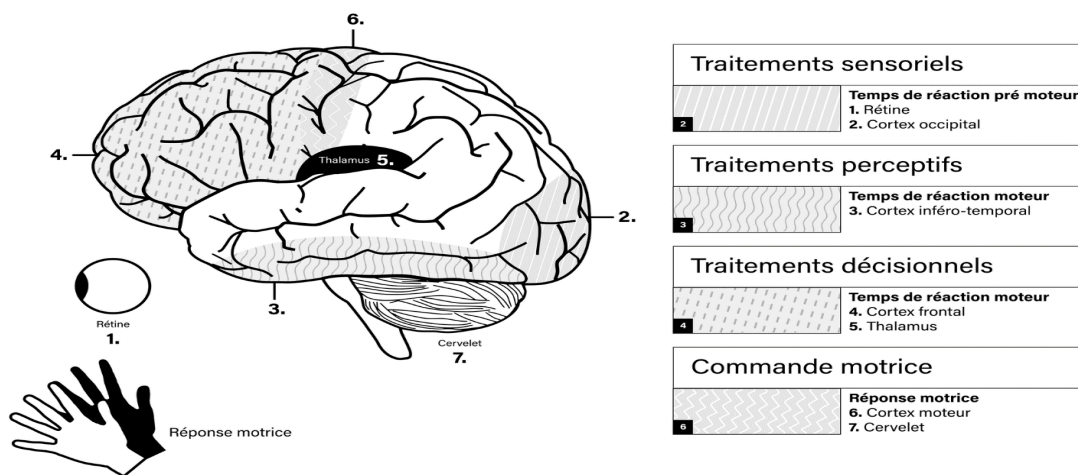 6.
4.
Thalamus 5.
2.
3.
Rétine
1.
Cervelet
7.
Réponse motrice
Traitements sensoriels
2
Temps de réaction pré moteur
1. Rétine
2. Cortex occipital
Traitements perceptifs
3
Temps de réaction moteur
3. Cortex inféro-temporal
Traitements décisionnels
4
Temps de réaction moteur
4. Cortex frontal
5. Thalamus
Commande motrice
6
Réponse motrice
6. Cortex moteur
7. Cervelet